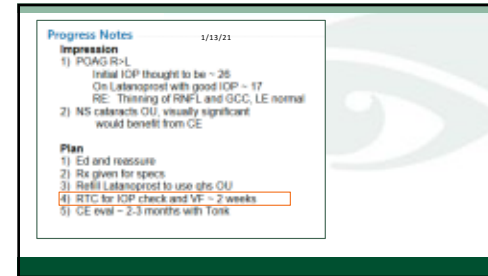 Progress Notes 1/13/21
Impression
1) POAG R>L
Initial IOP thought to be ~ 26
On Latanoprost with good IOP ~ 17
RE: Thinning of RNFL and GCC, LE normal
2) NS cataracts OU, visually significant
would benefit from CE
Plan
1) Ed and reassure
2) Rx given for specs
3) Refill Latanoprost to use qhs OU
4) RTC for IOP check and VF ~ 2 weeks
5) CE eval ~ 2-3 months with Tonk